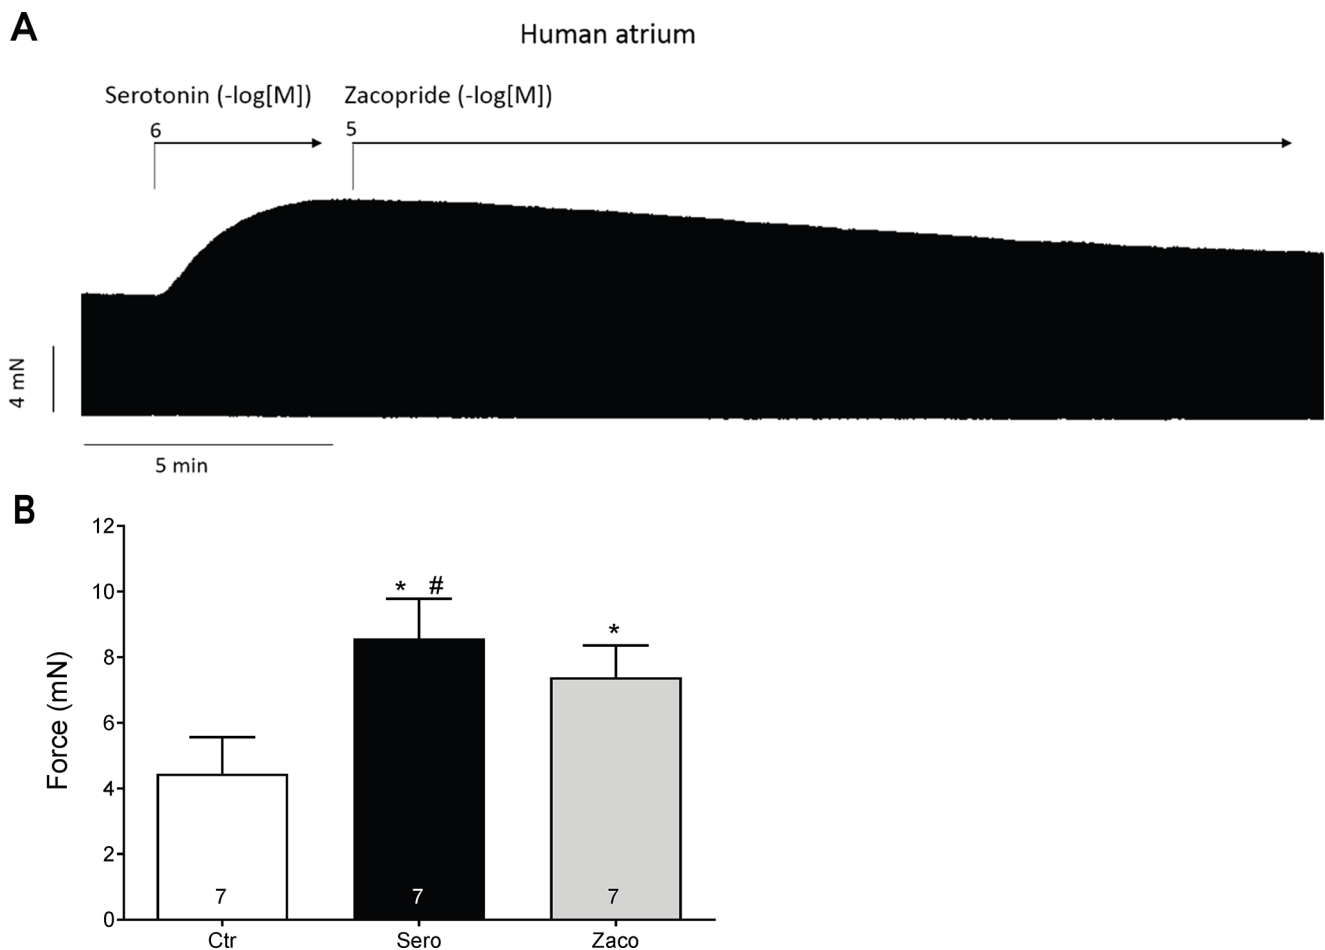 A
Human atrium
Serotonin (-log[M])
Zacopride (-log[M])
6
5
4 mN
5 min
B
12
10
8
6
4
2
0
Force (mN)
* #
*
7
7
7
Ctr
Sero
Zaco